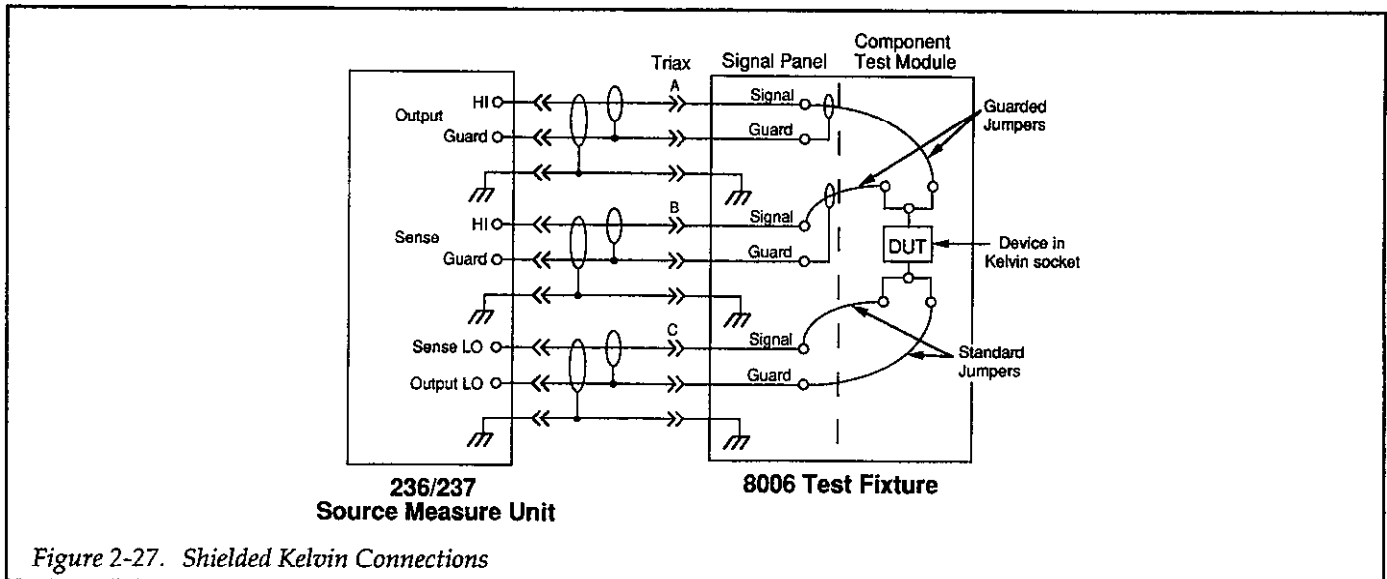 Component
Test Module
Triax
Signal Panel
A
Output
HI
Signal
Guard
Guard
Guarded
Jumpers
B
Sense
HI
Signal
Guard
Guard
DUT
Device in
Kelvin socket
C
Sense LO
Signal
Output LO
Guard
Standard
Jumpers
236/237
Source Measure Unit
8006 Test Fixture
Figure 2-27. Shielded Kelvin Connections